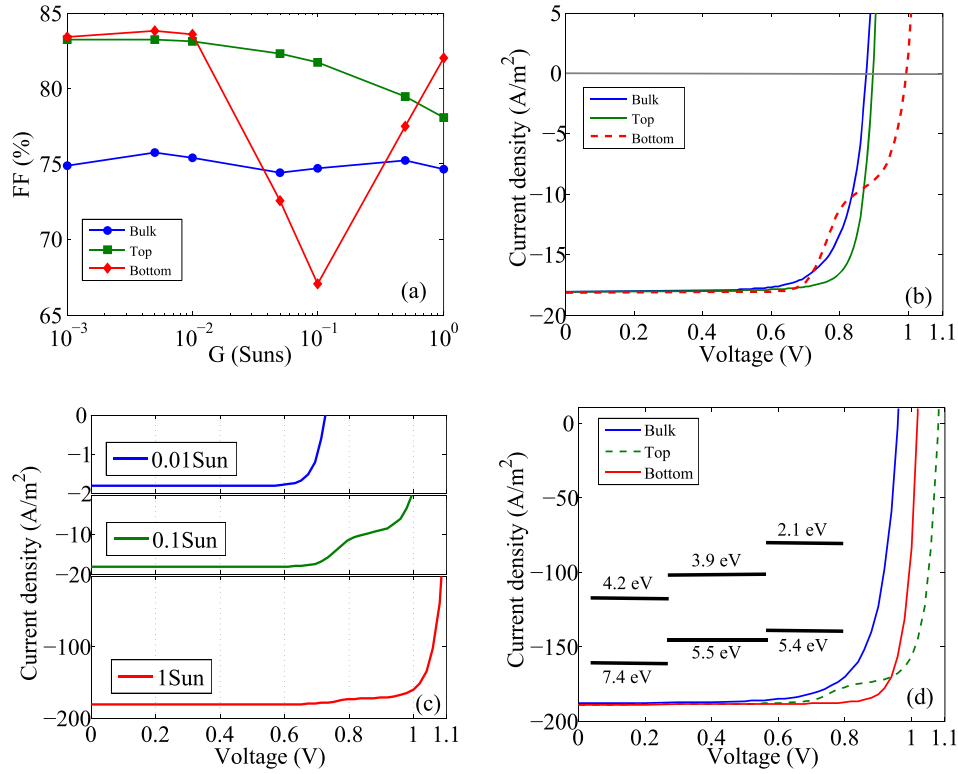 85
80
75
70
65
FF (%)
Bulk
Top
Bottom
(a)
10⁻³
10⁻²
10⁻¹
10⁰
G (Suns)
5
0
−5
−10
−15
−20
Current density (A/m²)
Bulk
Top
Bottom
(b)
0 0.2 0.4 0.6 0.8 1 1.1
Voltage (V)
0
−1
−2
0.01Sun
2
−10
−20
0.1Sun
20
−100
−200
1Sun
Current density (A/m²)
(c)
0 0.2 0.4 0.6 0.8 1 1.1
Voltage (V)
0
−50
−100
−150
−200
Current density (A/m²)
Bulk
Top
Bottom
2.1 eV
3.9 eV
4.2 eV
5.5 eV
5.4 eV
7.4 eV
(d)
0 0.2 0.4 0.6 0.8 1 1.1
Voltage (V)